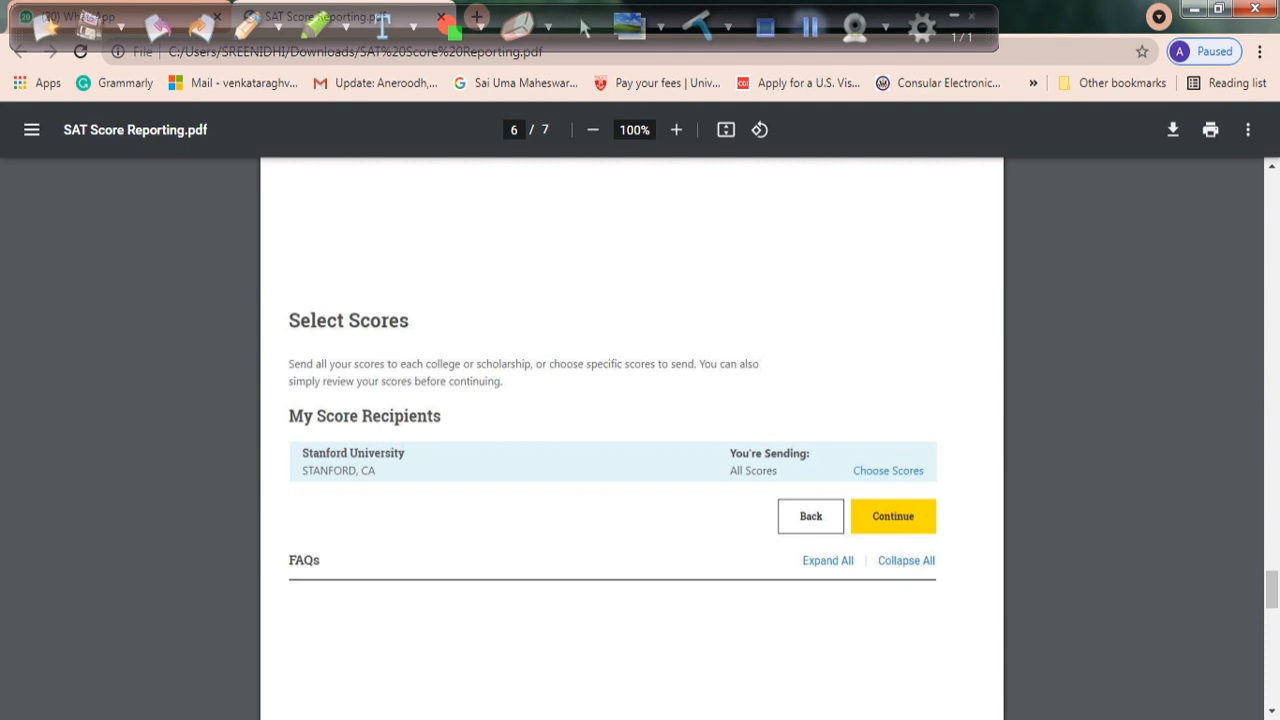 (20) WhatsApp
SAT Score Reporting.pdf
1/1
File
C:/Users/SREENIDHI/Downloads/SAT%20Score%20Reporting.pdf
A Paused
Apps
Grammarly
Mail - venkataraghv...
Update: Aneroodh,...
Sai Uma Maheswar...
Pay your fees | Univ...
CGI Apply for a U.S. Vis...
Consular Electronic...
»
Other bookmarks
Reading list
SAT Score Reporting.pdf
6 / 7
100%
Select Scores
Send all your scores to each college or scholarship, or choose specific scores to send. You can also
simply review your scores before continuing.
My Score Recipients
Stanford University
You're Sending:
STANFORD, CA
All Scores
Choose Scores
Back
Continue
FAQs
Expand All | Collapse All